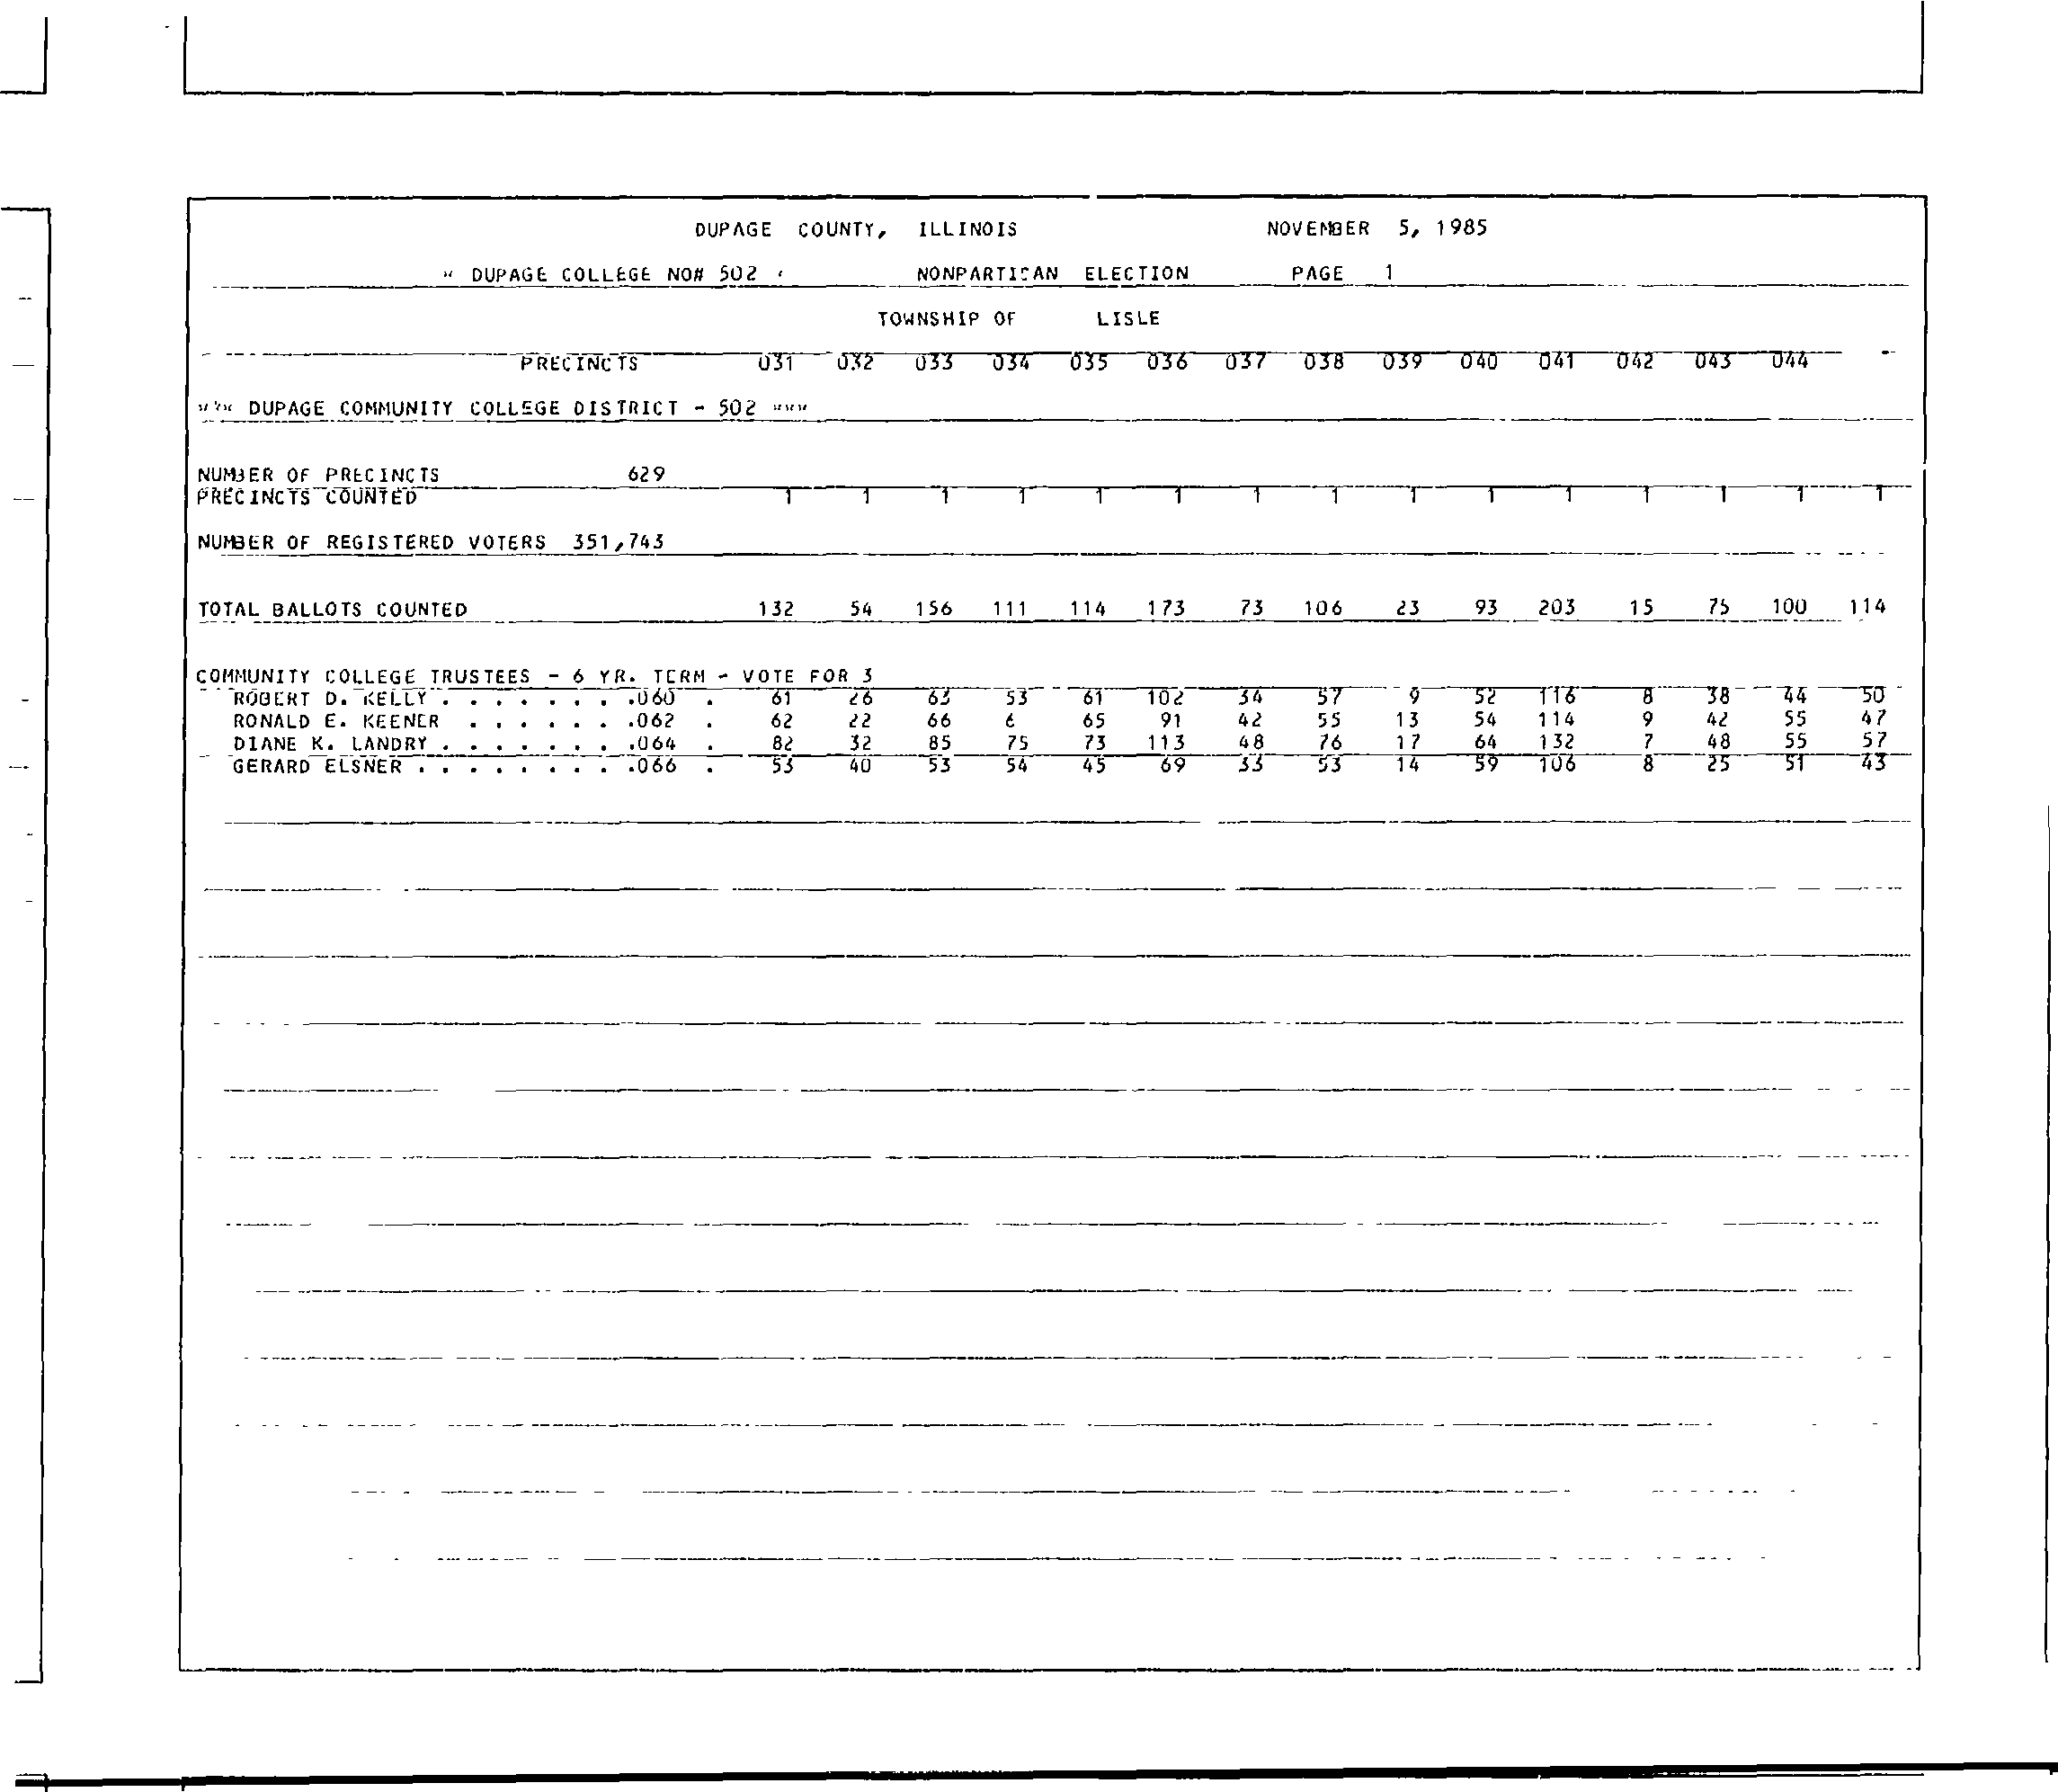 DUPAGE COUNTY, ILLINOIS NOVEMBER 5, 1985
DUPAGE COLLEGE NO# 502 NONPARTISAN ELECTION PAGE 1
TOWNSHIP OF LISLE
PRECINCTS 031 032 033 034 035 036 037 038 039 040 041 042 043 044
*** DUPAGE COMMUNITY COLLEGE DISTRICT - 502 ***
NUMBER OF PRECINCTS 629
PRECINCTS COUNTED 1 1 1 1 1 1 1 1 1 1 1 1 1 1 1
NUMBER OF REGISTERED VOTERS 351,743
TOTAL BALLOTS COUNTED 132 54 156 111 114 173 73 106 23 93 203 15 75 100 114
COMMUNITY COLLEGE TRUSTEES - 6 YR. TERM - VOTE FOR 3
ROBERT D. KELLY . . . . . . . .060 . 61 26 63 53 61 102 34 57 9 52 116 8 38 44 50
RONALD E. KEENER . . . . . . .062 . 62 22 66 65 91 42 55 13 54 114 9 42 55 47
DIANE K. LANDRY . . . . . . . .064 . 82 32 85 75 73 113 48 76 17 64 132 7 48 55 57
GERARD ELSNER . . . . . . . . .066 . 53 40 53 54 45 69 33 53 14 59 106 8 25 51 43